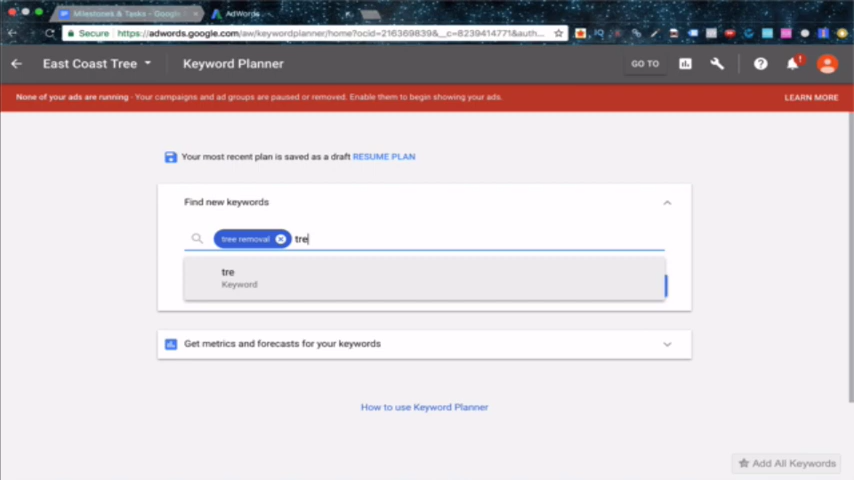 Milestones & Tasks - Google
AdWords
Secure
https://adwords.google.com/aw/keywordplanner/home?ocid=216369839&__c=8239414771&auth...
East Coast Tree
Keyword Planner
GO TO
None of your ads are running - Your campaigns and ad groups are paused or removed. Enable them to begin showing your ads.
LEARN MORE
Your most recent plan is saved as a draft RESUME PLAN
Find new keywords
tree removal
tre
tre
Keyword
Get metrics and forecasts for your keywords
How to use Keyword Planner
Add All Keywords